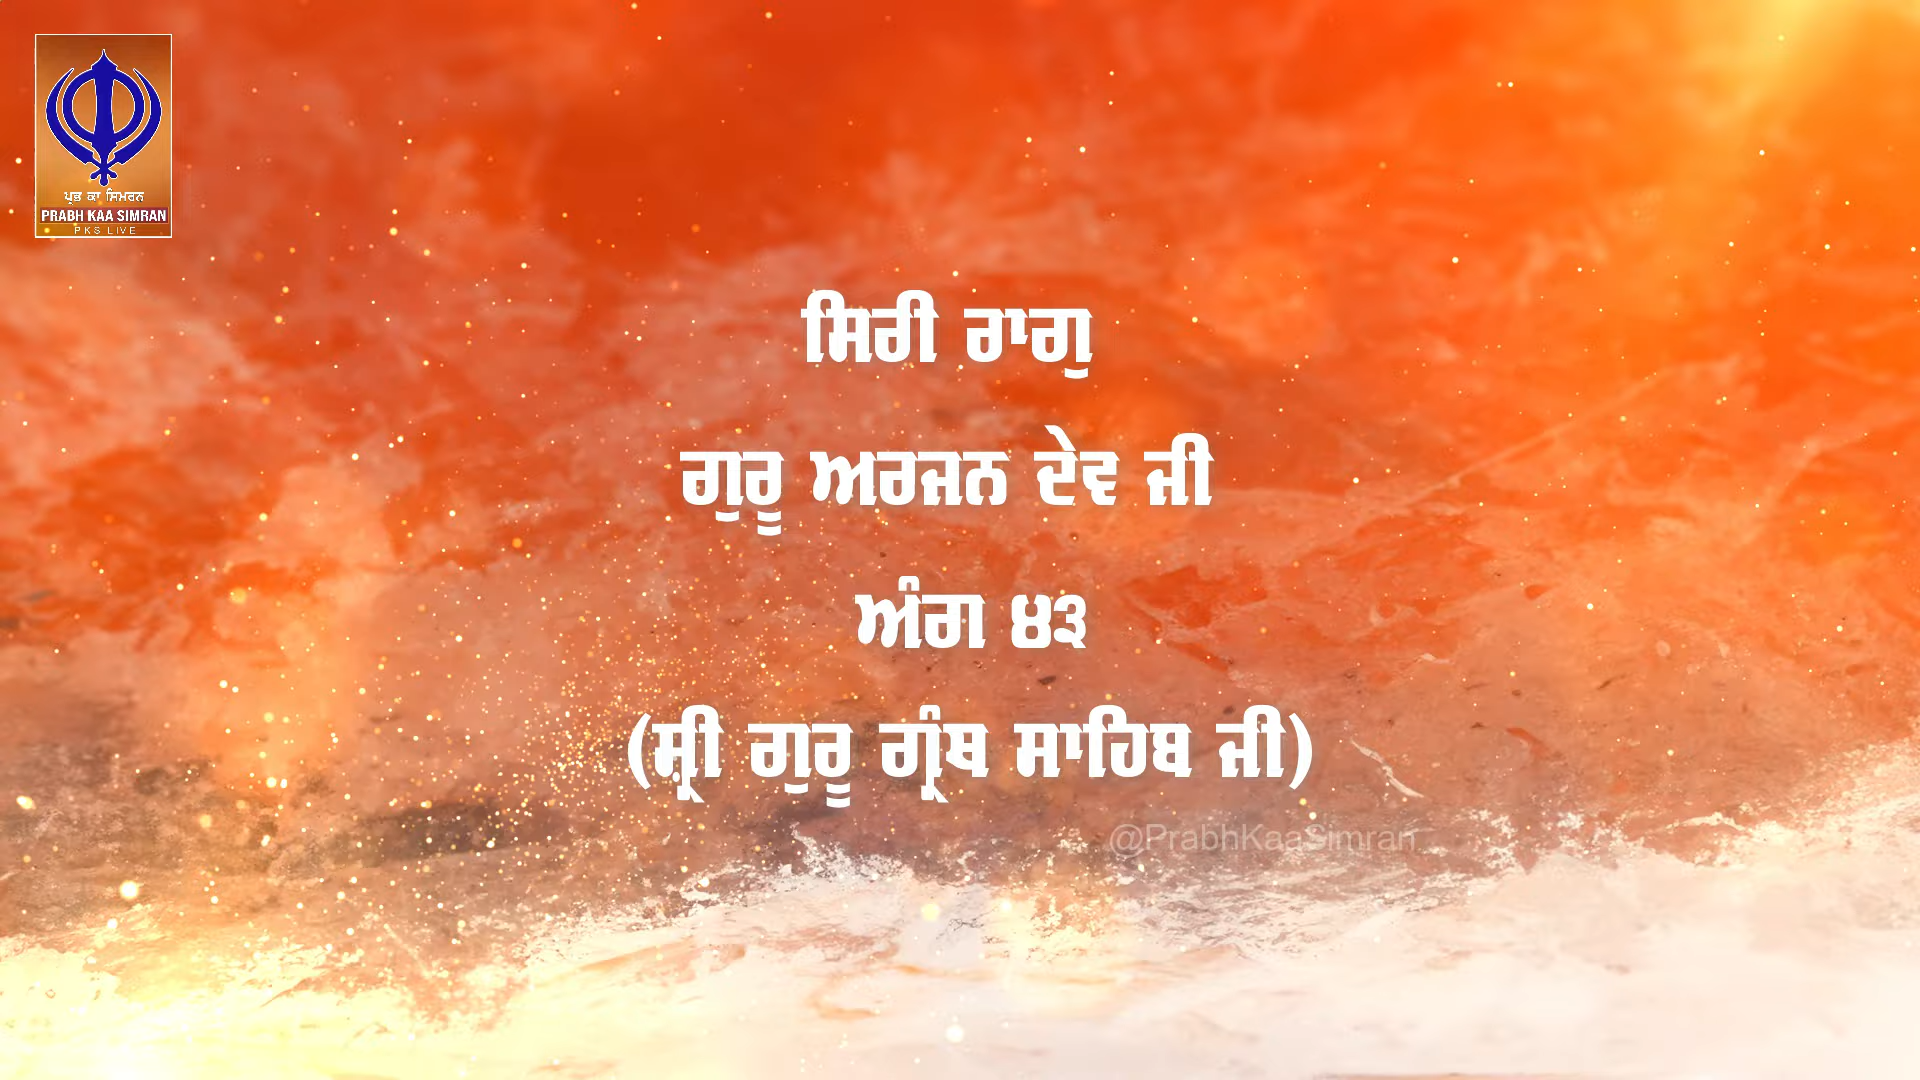 ਪ੍ਰਭ ਕਾ ਸਿਮਰਨ
PRABH KAA SIMRAN
PKS LIVE
ਸਿਰੀ ਰਾਗੁ
ਗੁਰੂ ਅਰਜਨ ਦੇਵ ਜੀ
ਅੰਗ ੪੩
(ਸ੍ਰੀ ਗੁਰੂ ਗ੍ਰੰਥ ਸਾਹਿਬ ਜੀ)
@PrabhKaaSimran